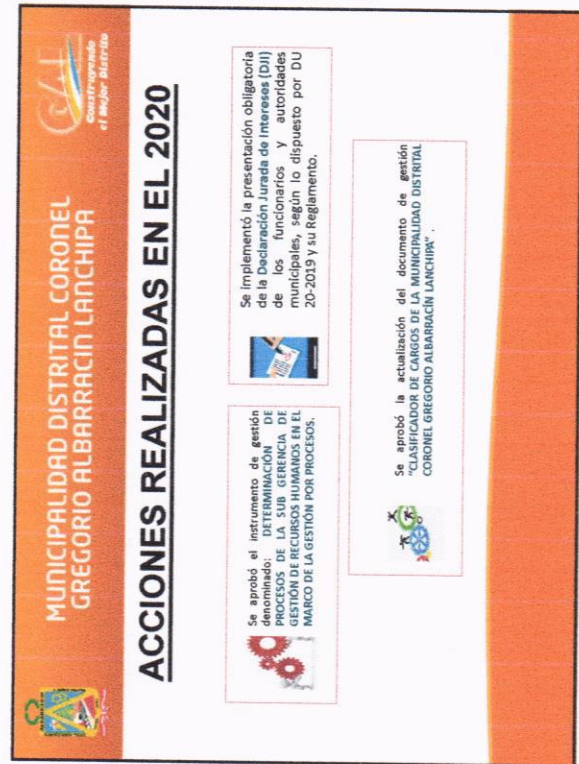 MUNICIPALIDAD DISTRITAL CORONEL
GREGORIO ALBARRACIN LANCHIPA
Construyendo
el Mejor Distrito
ACCIONES REALIZADAS EN EL 2020
Se aprobó el instrumento de gestión
denominado: DETERMINACIÓN DE
PROCESOS DE LA SUB GERENCIA DE
GESTIÓN DE RECURSOS HUMANOS EN EL
MARCO DE LA GESTIÓN POR PROCESOS.
Se implementó la presentación obligatoria
de la Declaración Jurada de Intereses (DJI)
de los funcionarios y autoridades
municipales, según lo dispuesto por DU
20-2019 y su Reglamento.
Se aprobó la actualización del documento de gestión
"CLASIFICADOR DE CARGOS DE LA MUNICIPALIDAD DISTRITAL
CORONEL GREGORIO ALBARRACÍN LANCHIPA" .